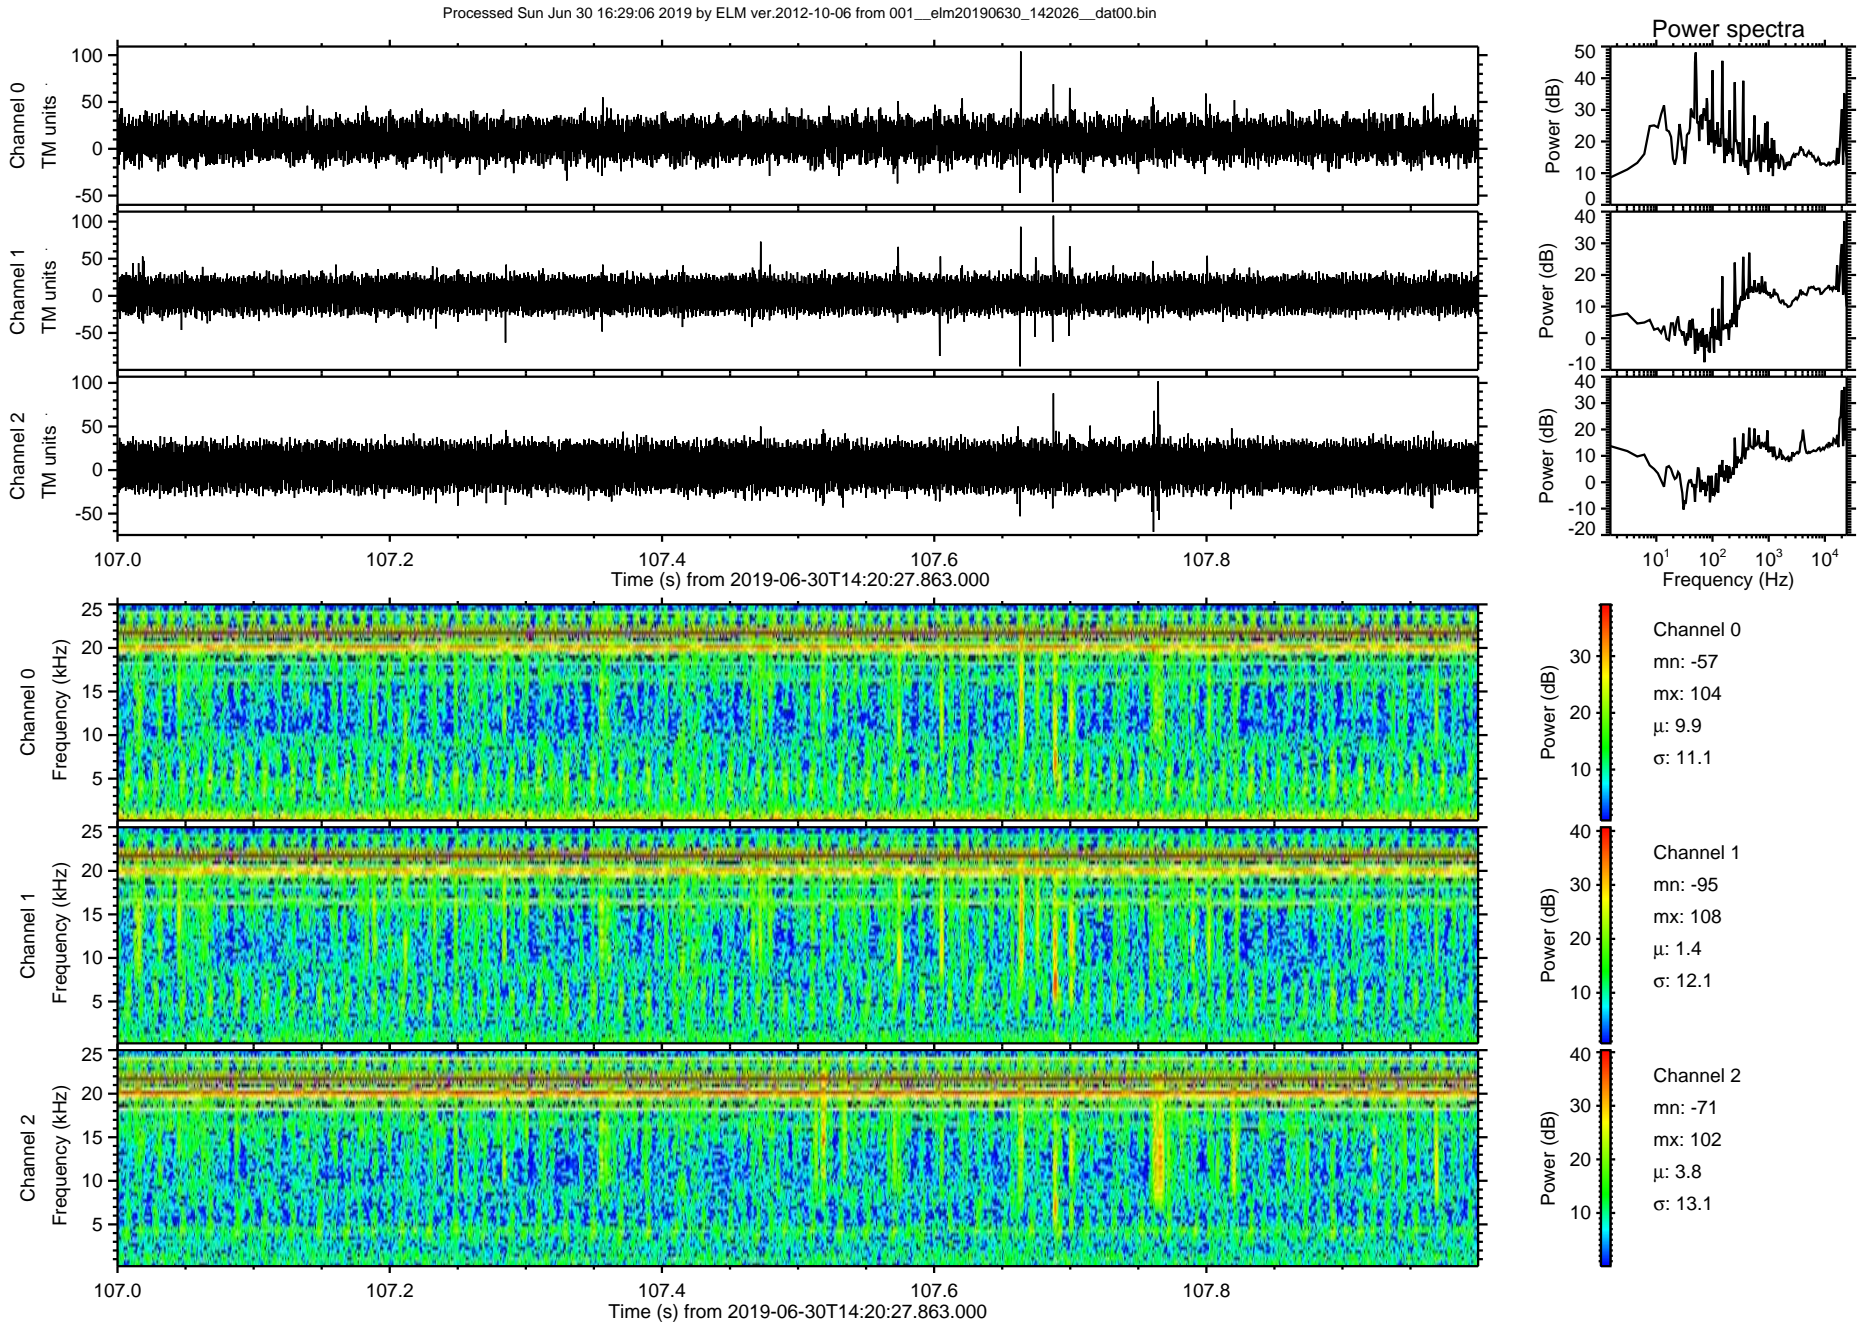 Processed Sun Jun 30 16:29:06 2019 by ELM ver.2012-10-06 from 001__elm20190630_142026__dat00.bin
Power spectra
Channel 0
TM units
100
50
0
-50
Power (dB)
50
40
30
20
10
0
Channel 1
TM units
100
50
0
-50
Power (dB)
40
30
20
10
0
-10
Channel 2
TM units
100
50
0
-50
Power (dB)
40
30
20
10
0
-10
-20
107.0 107.2 107.4 107.6 107.8
Time (s) from 2019-06-30T14:20:27.863.000
10^1 10^2 10^3 10^4
Frequency (Hz)
Channel 0
Frequency (kHz)
25
20
15
10
5
Power (dB)
30
20
10
Channel 0
mn: -57
mx: 104
μ: 9.9
σ: 11.1
Channel 1
Frequency (kHz)
25
20
15
10
5
Power (dB)
40
30
20
10
Channel 1
mn: -95
mx: 108
μ: 1.4
σ: 12.1
Channel 2
Frequency (kHz)
25
20
15
10
5
Power (dB)
40
30
20
10
Channel 2
mn: -71
mx: 102
μ: 3.8
σ: 13.1
107.0 107.2 107.4 107.6 107.8
Time (s) from 2019-06-30T14:20:27.863.000